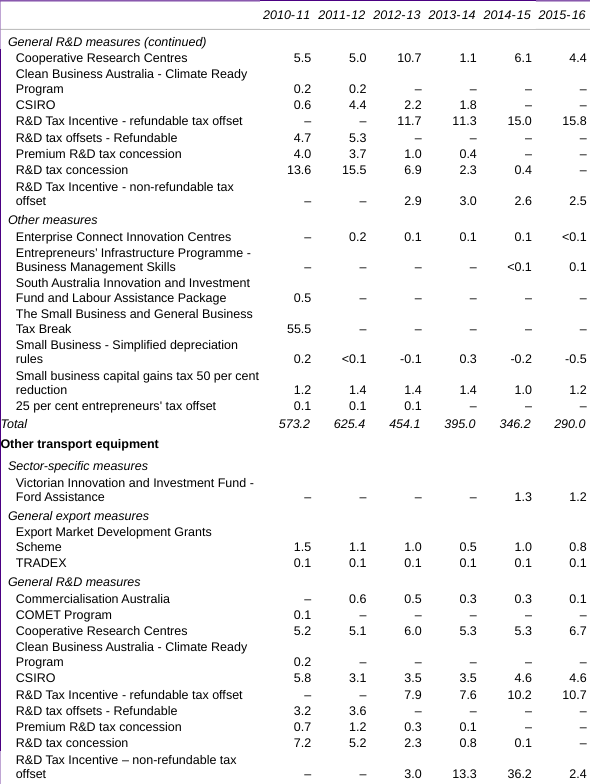 2010-11 2011-12 2012-13 2013-14 2014-15 2015-16
General R&D measures (continued)
Cooperative Research Centres 5.5 5.0 10.7 1.1 6.1 4.4
Clean Business Australia - Climate Ready
Program 0.2 0.2 – – – –
CSIRO 0.6 4.4 2.2 1.8 – –
R&D Tax Incentive - refundable tax offset – – 11.7 11.3 15.0 15.8
R&D tax offsets - Refundable 4.7 5.3 – – – –
Premium R&D tax concession 4.0 3.7 1.0 0.4 – –
R&D tax concession 13.6 15.5 6.9 2.3 0.4 –
R&D Tax Incentive - non-refundable tax
offset – – 2.9 3.0 2.6 2.5
Other measures
Enterprise Connect Innovation Centres – 0.2 0.1 0.1 0.1 <0.1
Entrepreneurs' Infrastructure Programme -
Business Management Skills – – – – <0.1 0.1
South Australia Innovation and Investment
Fund and Labour Assistance Package 0.5 – – – – –
The Small Business and General Business
Tax Break 55.5 – – – – –
Small Business - Simplified depreciation
rules 0.2 <0.1 -0.1 0.3 -0.2 -0.5
Small business capital gains tax 50 per cent
reduction 1.2 1.4 1.4 1.4 1.0 1.2
25 per cent entrepreneurs' tax offset 0.1 0.1 0.1 – – –
Total 573.2 625.4 454.1 395.0 346.2 290.0
Other transport equipment
Sector-specific measures
Victorian Innovation and Investment Fund -
Ford Assistance – – – – 1.3 1.2
General export measures
Export Market Development Grants
Scheme 1.5 1.1 1.0 0.5 1.0 0.8
TRADEX 0.1 0.1 0.1 0.1 0.1 0.1
General R&D measures
Commercialisation Australia – 0.6 0.5 0.3 0.3 0.1
COMET Program 0.1 – – – – –
Cooperative Research Centres 5.2 5.1 6.0 5.3 5.3 6.7
Clean Business Australia - Climate Ready
Program 0.2 – – – – –
CSIRO 5.8 3.1 3.5 3.5 4.6 4.6
R&D Tax Incentive - refundable tax offset – – 7.9 7.6 10.2 10.7
R&D tax offsets - Refundable 3.2 3.6 – – – –
Premium R&D tax concession 0.7 1.2 0.3 0.1 – –
R&D tax concession 7.2 5.2 2.3 0.8 0.1 –
R&D Tax Incentive – non-refundable tax
offset – – 3.0 13.3 36.2 2.4